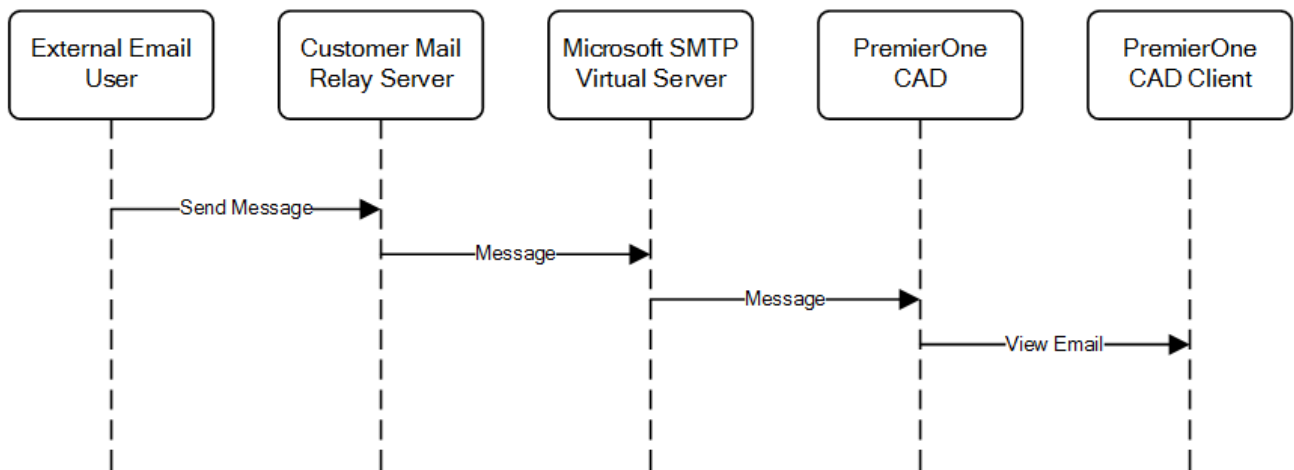 External Email
User
Customer Mail
Relay Server
Microsoft SMTP
Virtual Server
PremierOne
CAD
PremierOne
CAD Client
Send Message
Message
Message
View Email